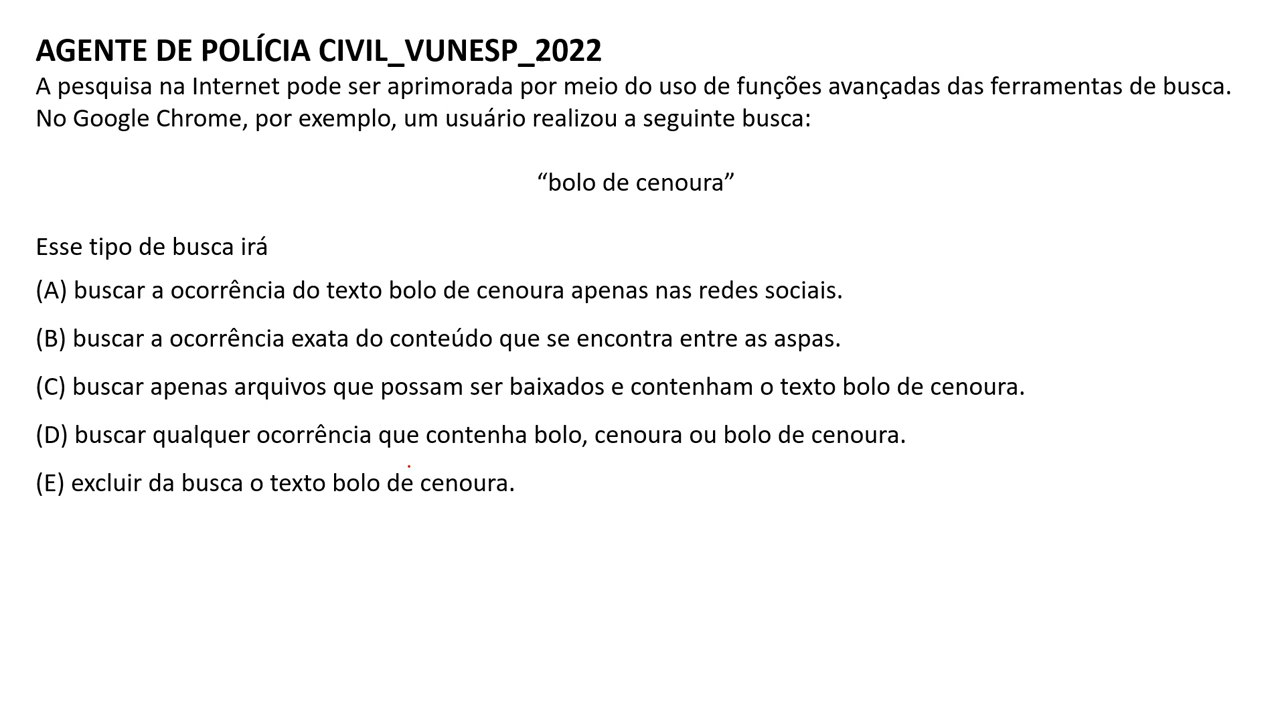 AGENTE DE POLÍCIA CIVIL_VUNESP_2022
A pesquisa na Internet pode ser aprimorada por meio do uso de funções avançadas das ferramentas de busca.
No Google Chrome, por exemplo, um usuário realizou a seguinte busca:
“bolo de cenoura”
Esse tipo de busca irá
(A) buscar a ocorrência do texto bolo de cenoura apenas nas redes sociais.
(B) buscar a ocorrência exata do conteúdo que se encontra entre as aspas.
(C) buscar apenas arquivos que possam ser baixados e contenham o texto bolo de cenoura.
(D) buscar qualquer ocorrência que contenha bolo, cenoura ou bolo de cenoura.
(E) excluir da busca o texto bolo de cenoura.